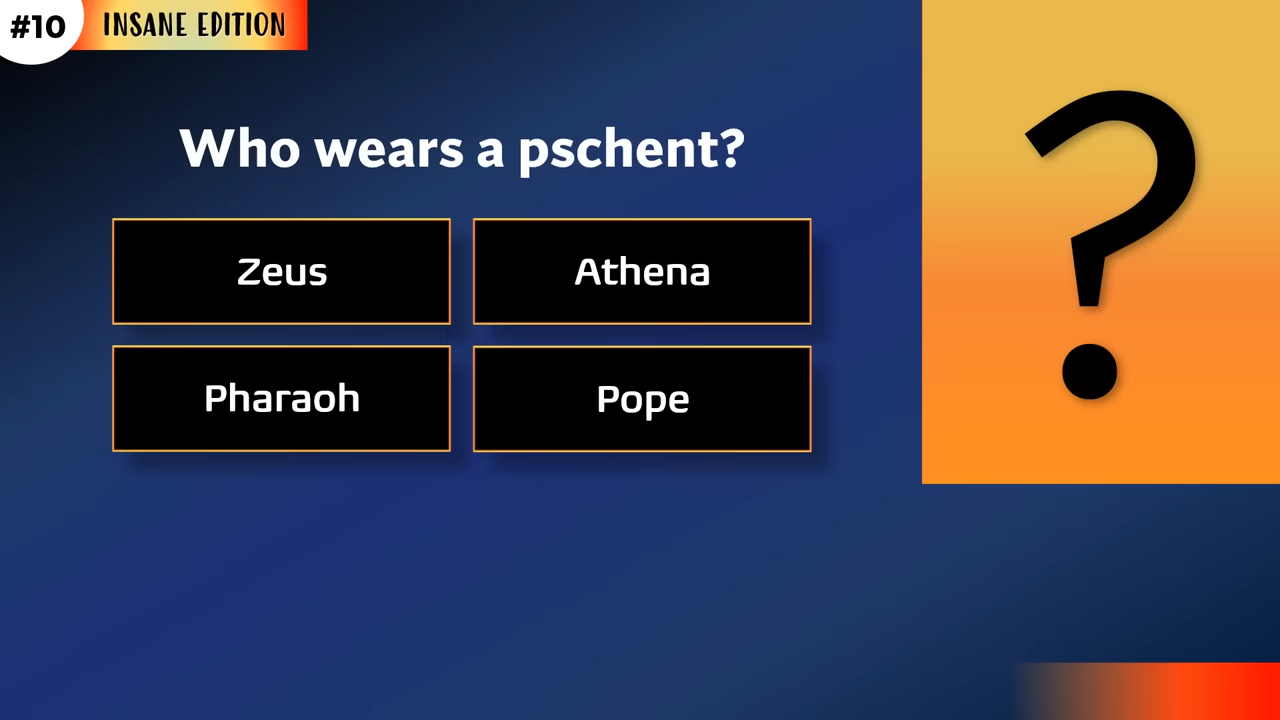 #10 INSANE EDITION
Who wears a pschent?
Zeus
Athena
Pharaoh
Pope
?